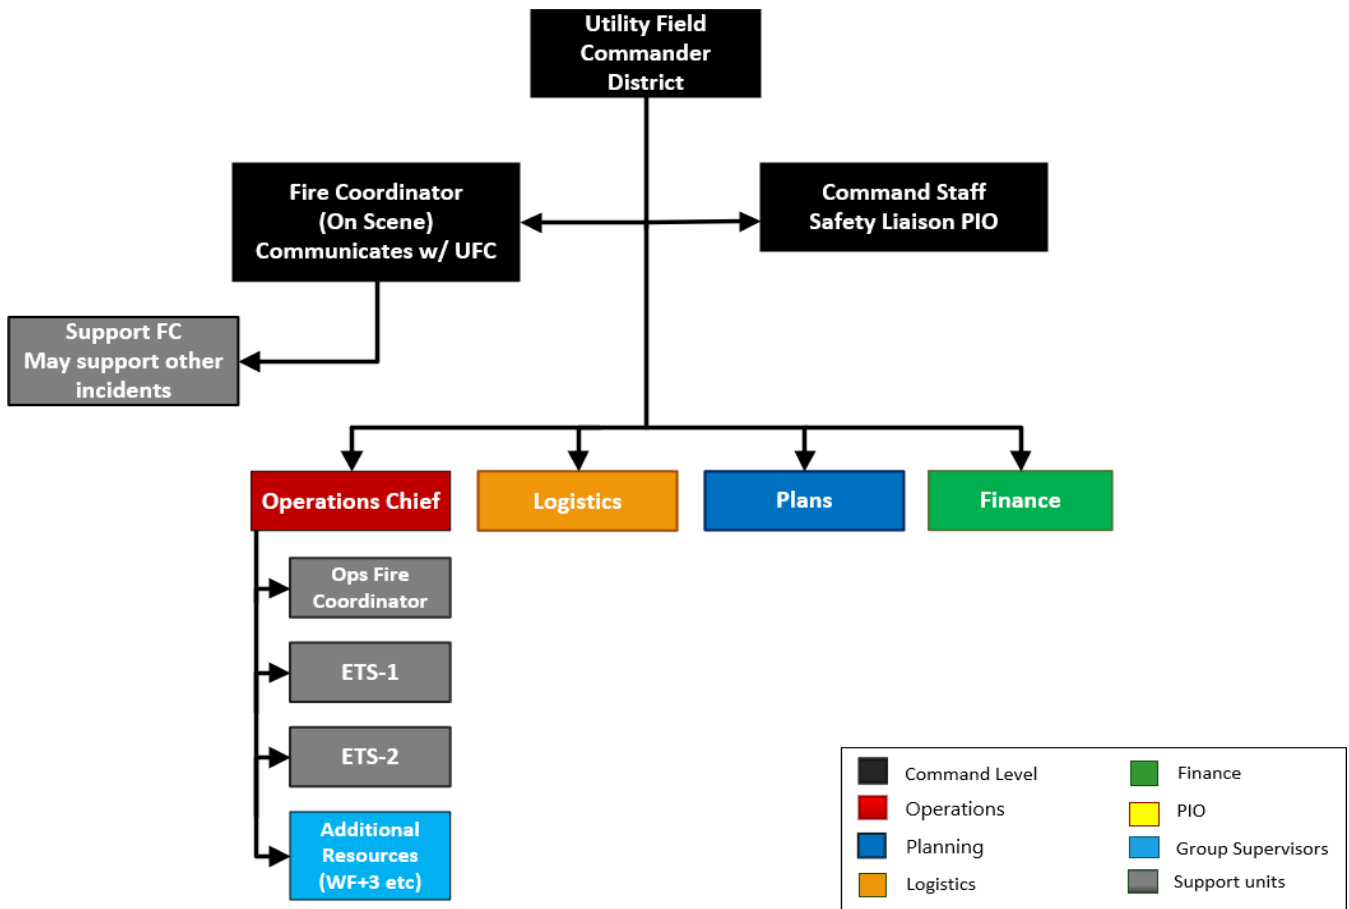 Utility Field
Commander
District
Fire Coordinator
(On Scene)
Communicates w/ UFC
Command Staff
Safety Liaison PIO
Support FC
May support other
incidents
Operations Chief
Logistics
Plans
Finance
Ops Fire
Coordinator
ETS-1
ETS-2
Additional
Resources
(WF+3 etc)
Command Level
Operations
Planning
Logistics
Finance
PIO
Group Supervisors
Support units